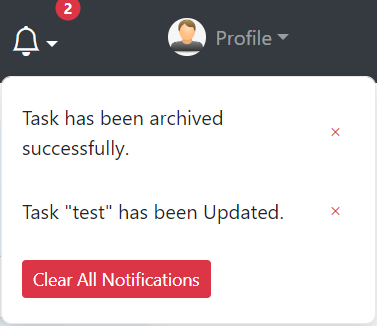 2
Profile
Task has been archived
successfully.
×
Task "test" has been Updated.
×
Clear All Notifications